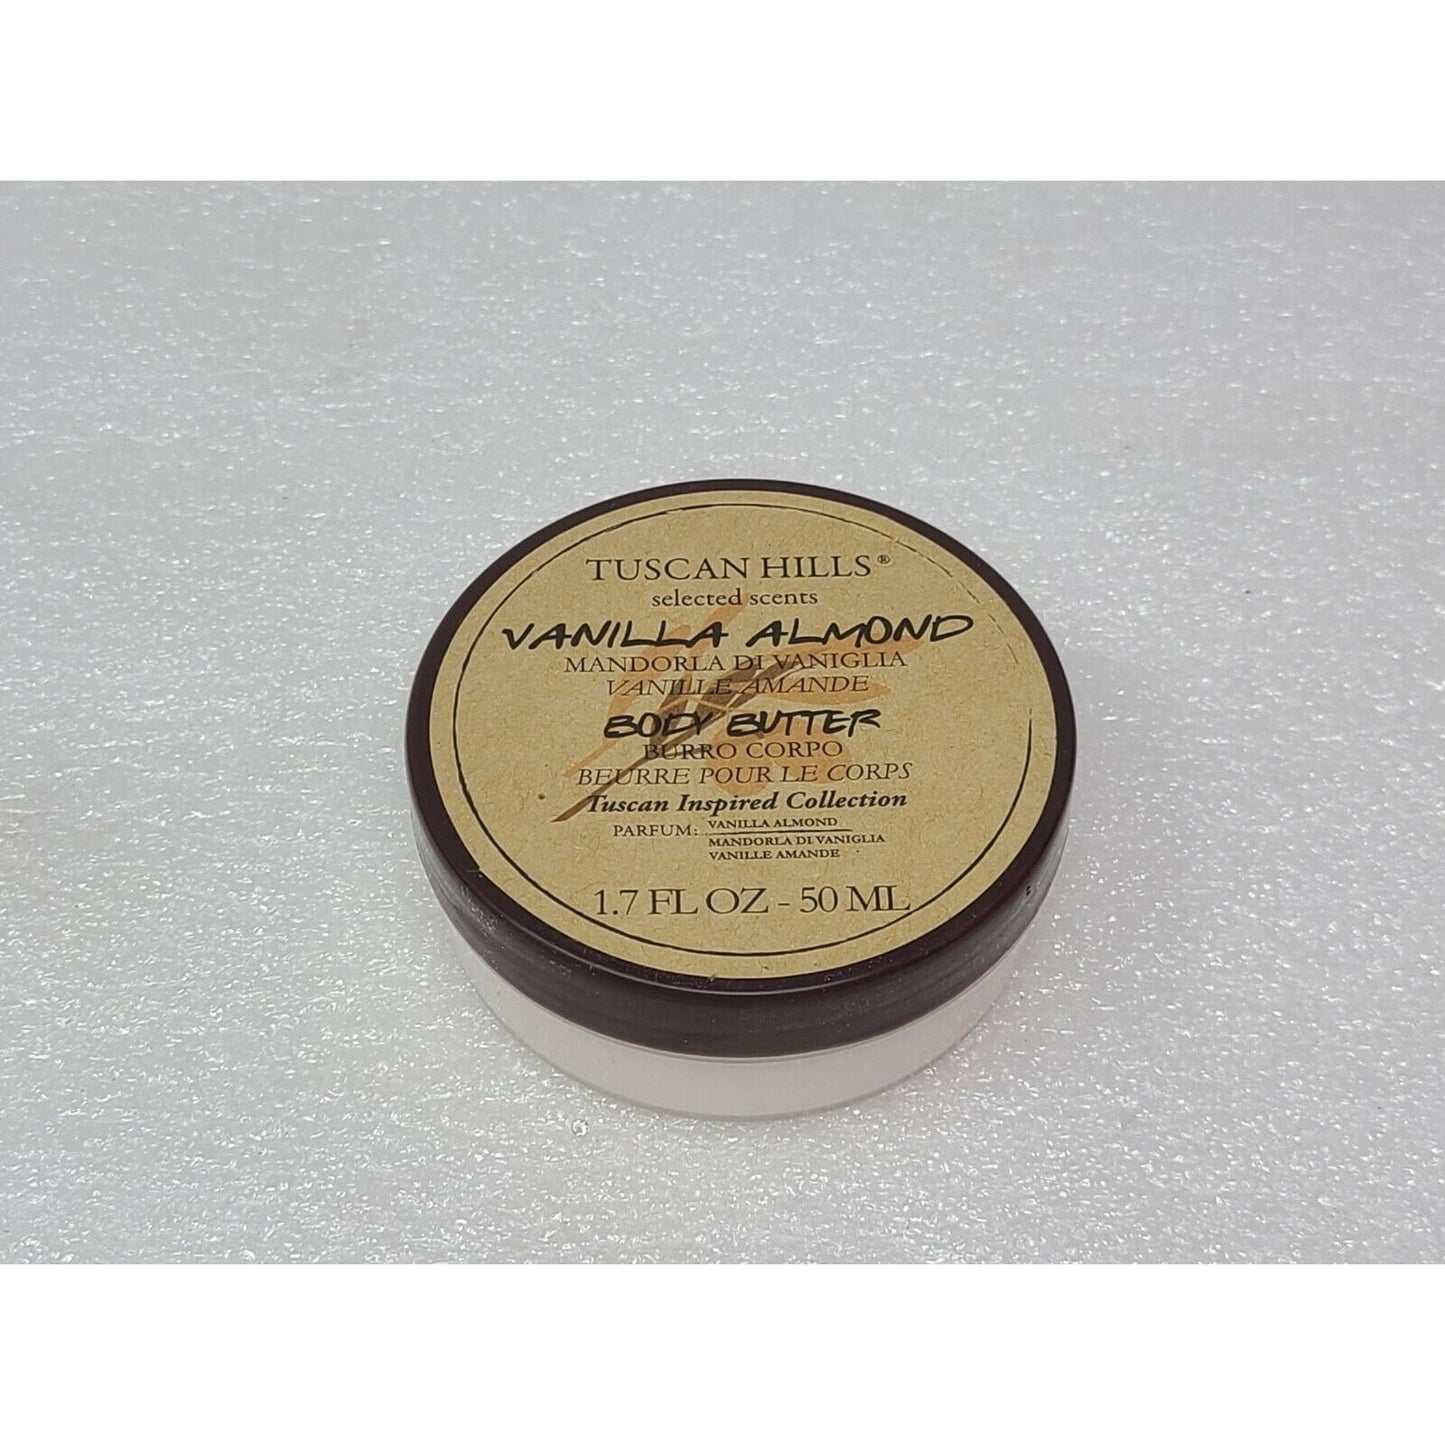 TUSCAN HILLS®
selected scents
VANILLA ALMOND
MANDORLA DI VANIGLIA
VANILLE AMANDE
BODY BUTTER
BURRO CORPO
BEURRE POUR LE CORPS
Tuscan Inspired Collection
PARFUM: VANILLA ALMOND
MANDORLA DI VANIGLIA
VANILLE AMANDE
1.7 FL OZ - 50 ML